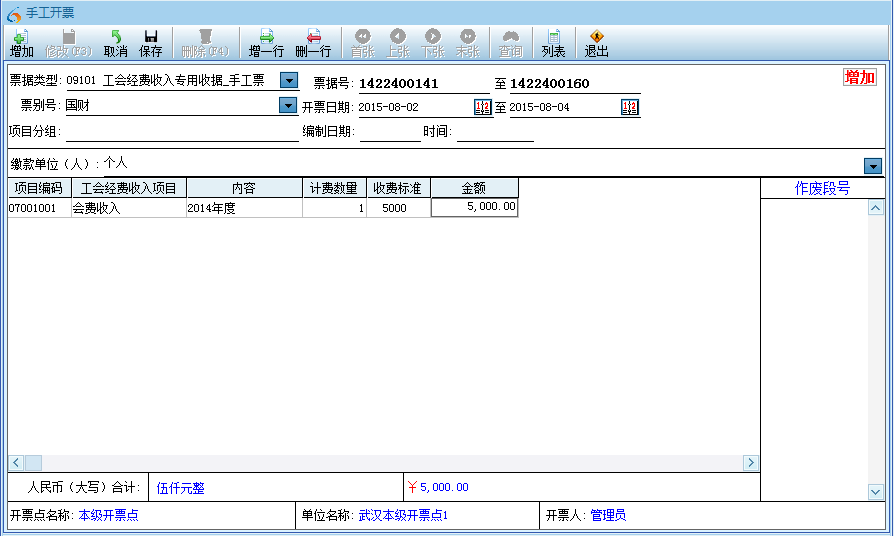 手工开票
增加 修改(F3) 取消 保存 删除(F4) 增一行 删一行 首张 上张 下张 末张 查询 列表 退出
票据类型: 09101 工会经费收入专用收据_手工票 票据号: 1422400141 至 1422400160 增加
票别号: 国财 开票日期: 2015-08-02 至 2015-08-04
项目分组: 编制日期: 时间:
缴款单位(人): 个人
项目编码 工会经费收入项目 内容 计费数量 收费标准 金额 作废段号
07001001 会费收入 2014年度 1 5000 5,000.00
人民币(大写)合计: 伍仟元整 ￥5,000.00
开票点名称: 本级开票点 单位名称: 武汉本级开票点1 开票人: 管理员